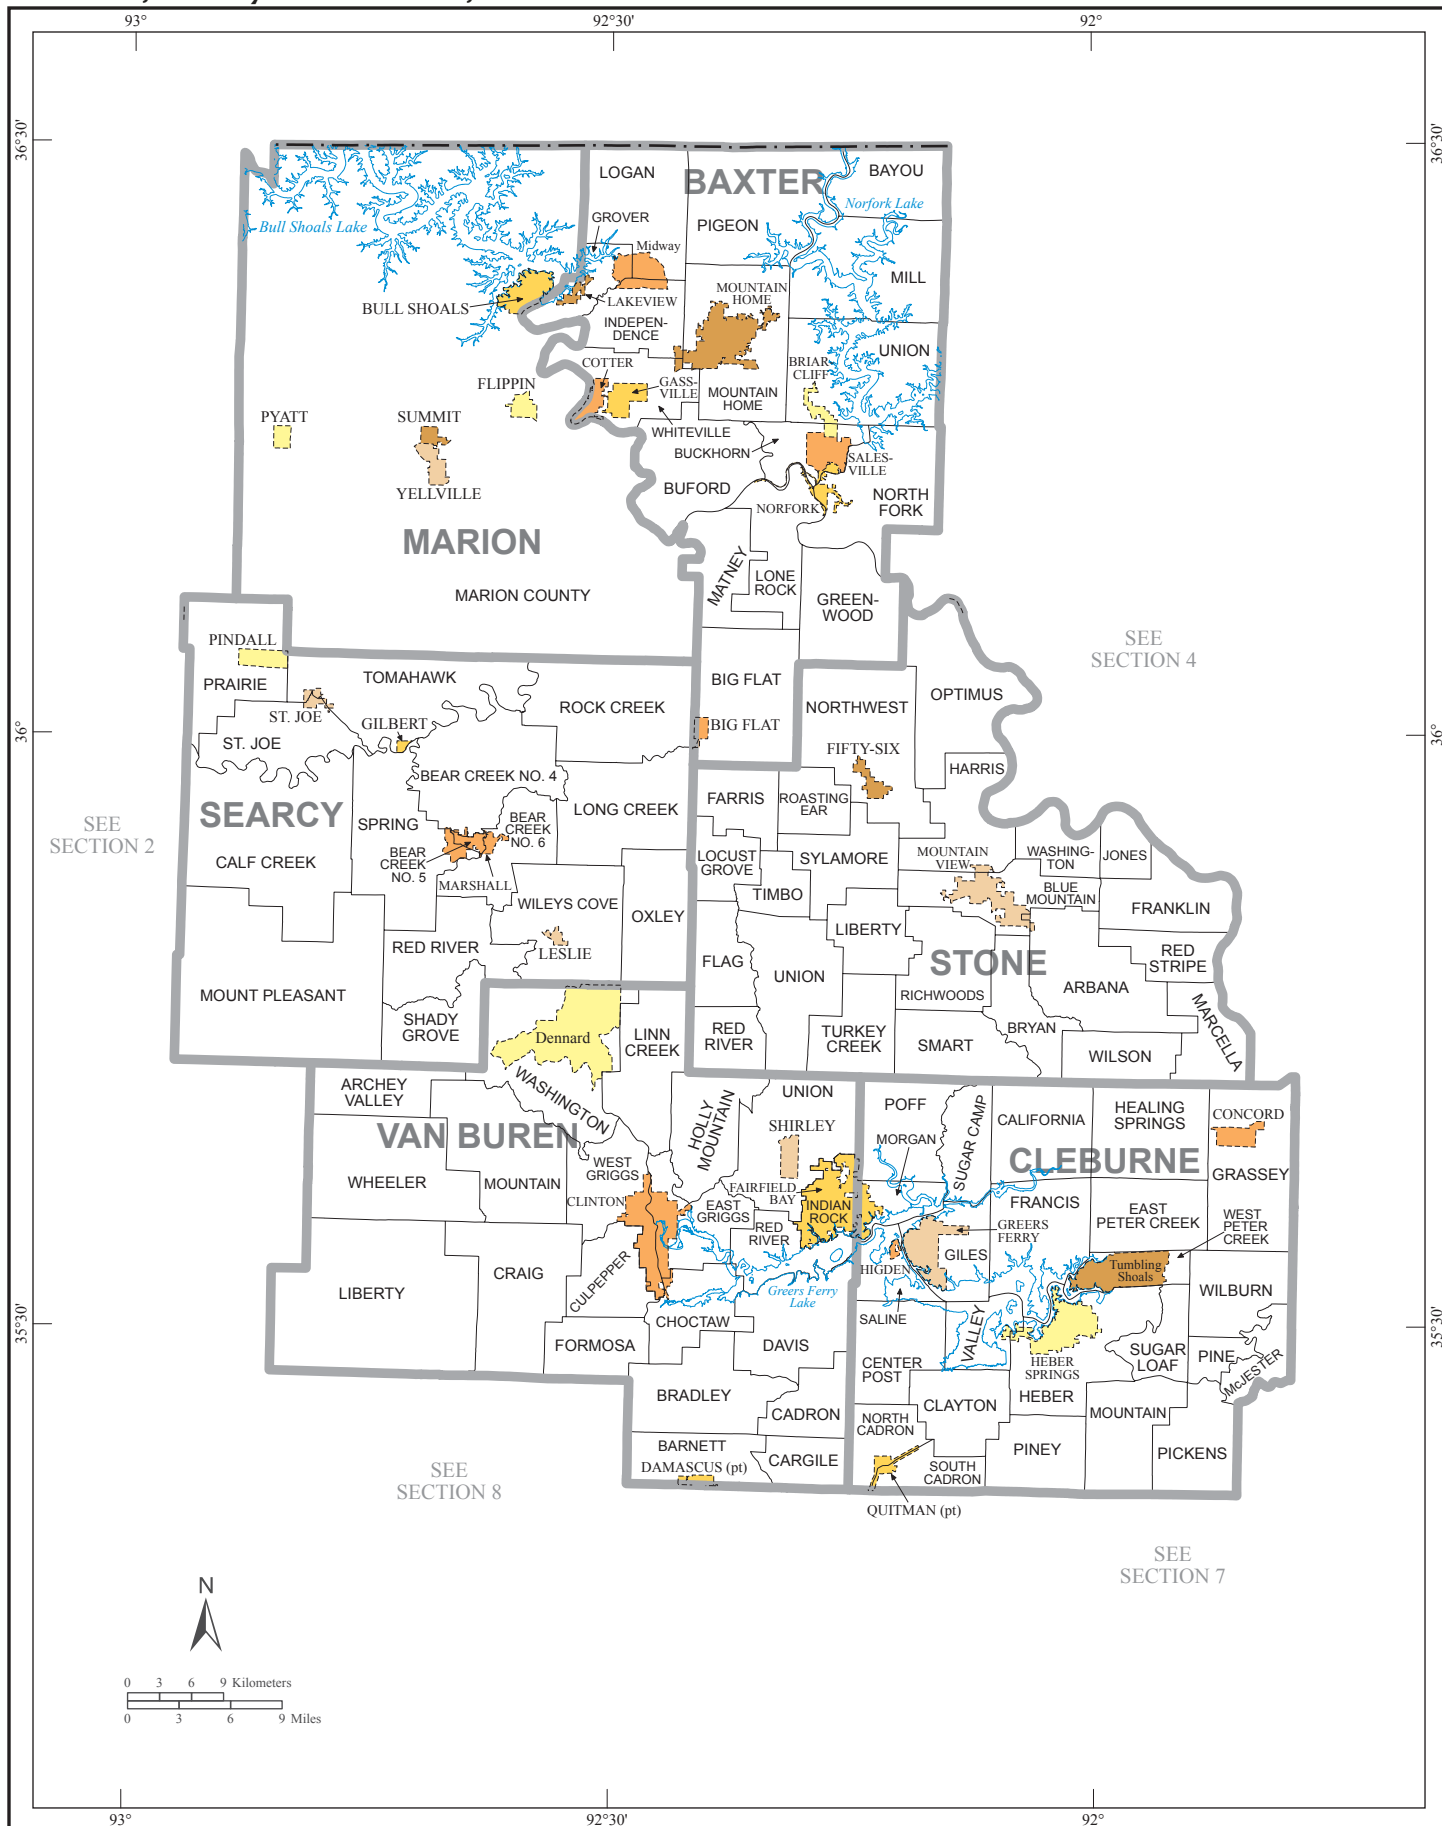 93°
92°30'
92°
36°30'
36°30'
LOGAN
BAXTER
BAYOU
Bull Shoals Lake
GROVER
PIGEON
Norfork Lake
Midway
MILL
BULL SHOALS
LAKEVIEW
MOUNTAIN
HOME
INDEPEN-
DENCE
UNION
COTTER
BRIAR-
CLIFF
FLIPPIN
GASS-
VILLE
MOUNTAIN
HOME
PYATT
SUMMIT
WHITEVILLE
BUCKHORN
SALES-
VILLE
YELLVILLE
BUFORD
NORFORK
NORTH
FORK
MARION
MATNEY
LONE
ROCK
MARION COUNTY
GREEN-
WOOD
SEE
SECTION 4
PINDALL
PRAIRIE
TOMAHAWK
BIG FLAT
OPTIMUS
ST. JOE
ROCK CREEK
NORTHWEST
36°
GILBERT
BIG FLAT
36°
ST. JOE
FIFTY-SIX
BEAR CREEK NO. 4
HARRIS
SEARCY
FARRIS
ROASTING
EAR
SEE
SECTION 2
SPRING
BEAR
CREEK
NO. 6
LONG CREEK
CALF CREEK
BEAR
CREEK
NO. 5
MARSHALL
LOCUST
GROVE
SYLAMORE
MOUNTAIN
VIEW
WASHING-
TON
JONES
TIMBO
BLUE
MOUNTAIN
WILEYS COVE
OXLEY
FRANKLIN
RED RIVER
LESLIE
LIBERTY
FLAG
UNION
STONE
RED
STRIPE
MOUNT PLEASANT
RICHWOODS
ARBANA
MARCELLA
SHADY
GROVE
Dennard
LINN
CREEK
RED
RIVER
TURKEY
CREEK
SMART
BRYAN
WILSON
ARCHEY
VALLEY
WASHINGTON
HOLLY
MOUNTAIN
UNION
POFF
SUGAR CAMP
CALIFORNIA
HEALING
SPRINGS
CONCORD
VAN BUREN
SHIRLEY
MORGAN
CLEBURNE
WHEELER
MOUNTAIN
WEST
GRIGGS
GRASSEY
CLINTON
FAIRFIELD
BAY
INDIAN
ROCK
EAST
GRIGGS
FRANCIS
EAST
PETER CREEK
WEST
PETER
CREEK
RED
RIVER
GREERS
FERRY
GILES
HIGDEN
Tumbling
Shoals
LIBERTY
CRAIG
CULPEPPER
Greers Ferry
Lake
WILBURN
SALINE
35°30'
CHOCTAW
VALLEY
35°30'
FORMOSA
DAVIS
CENTER
POST
HEBER
SPRINGS
SUGAR
LOAF
PINE
McJESTER
BRADLEY
CADRON
CLAYTON
HEBER
MOUNTAIN
NORTH
CADRON
BARNETT
DAMASCUS (pt)
CARGILE
SOUTH
CADRON
PINEY
PICKENS
SEE
SECTION 8
QUITMAN (pt)
SEE
SECTION 7
N
0 3 6 9 Kilometers
0 3 6 9 Miles
93°
92°30'
92°